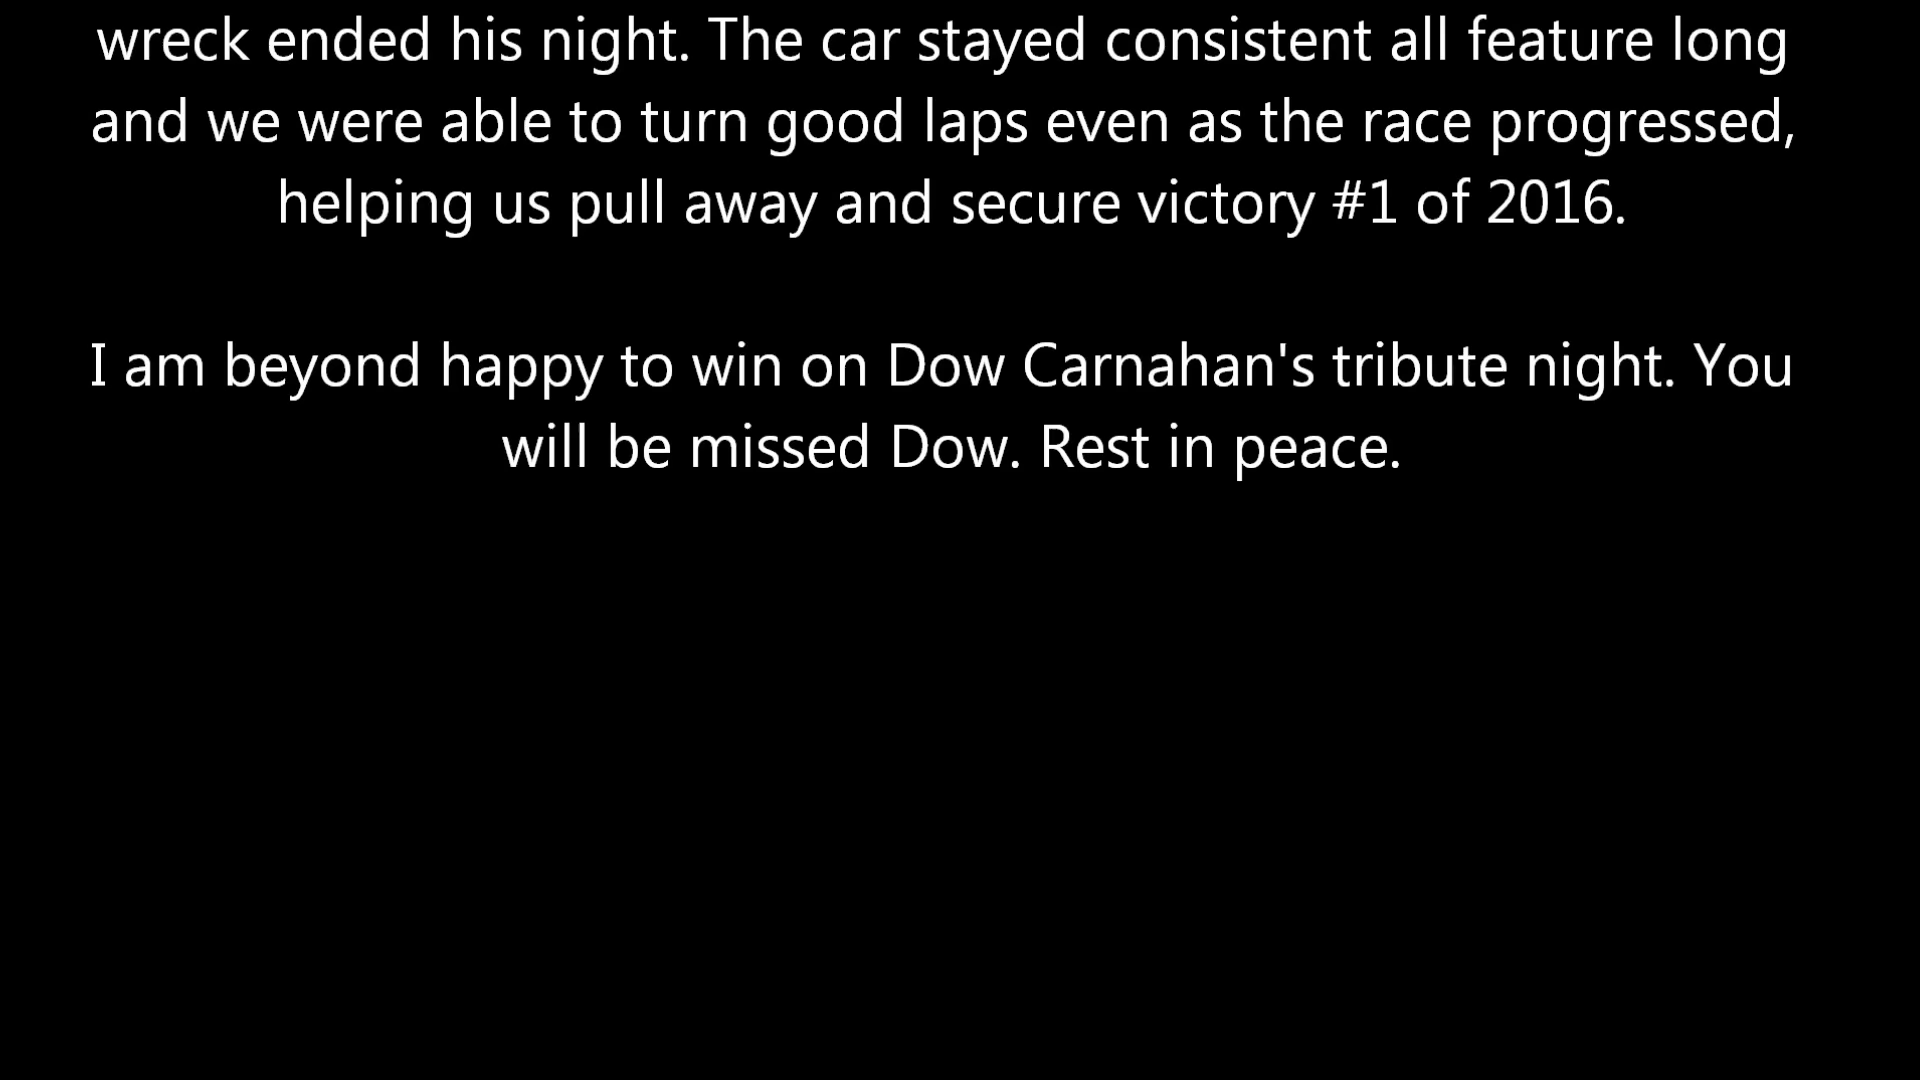 wreck ended his night. The car stayed consistent all feature long
and we were able to turn good laps even as the race progressed,
helping us pull away and secure victory #1 of 2016.
I am beyond happy to win on Dow Carnahan's tribute night. You
will be missed Dow. Rest in peace.